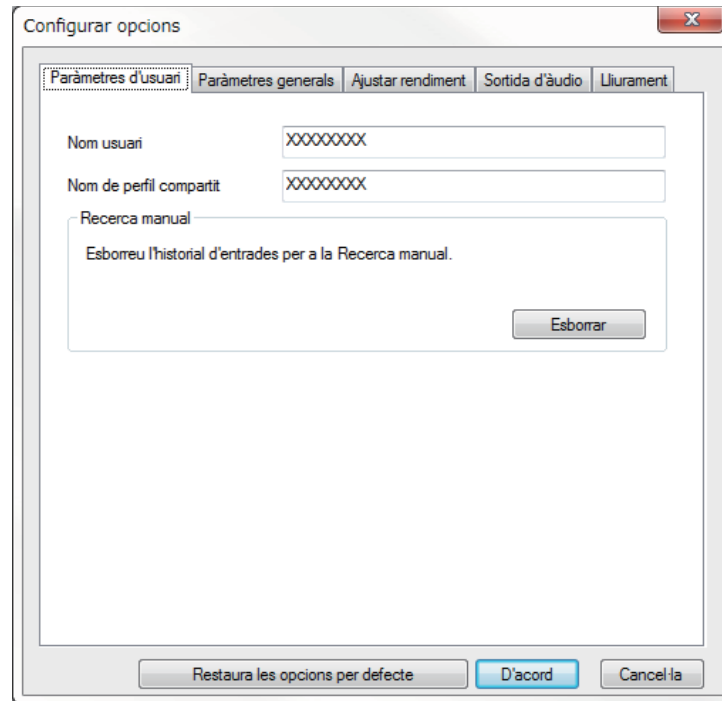 Configurar opcions
Paràmetres d'usuari Paràmetres generals Ajustar rendiment Sortida d'àudio Lliurament
Nom usuari XXXXXXXX
Nom de perfil compartit XXXXXXXX
Recerca manual
Esborreu l'historial d'entrades per a la Recerca manual.
Esborrar
Restaura les opcions per defecte D'acord Cancel·la